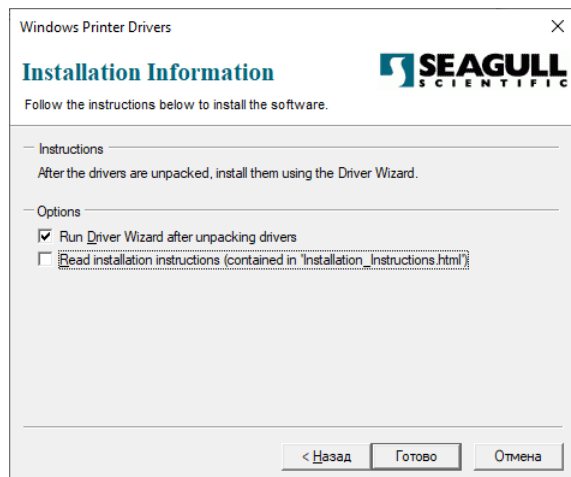 Windows Printer Drivers
Installation Information
SEAGULL
SCIENTIFIC
Follow the instructions below to install the software.
Instructions
After the drivers are unpacked, install them using the Driver Wizard.
Options
Run Driver Wizard after unpacking drivers
Read installation instructions (contained in 'Installation_Instructions.html')
< Назад Готово Отмена